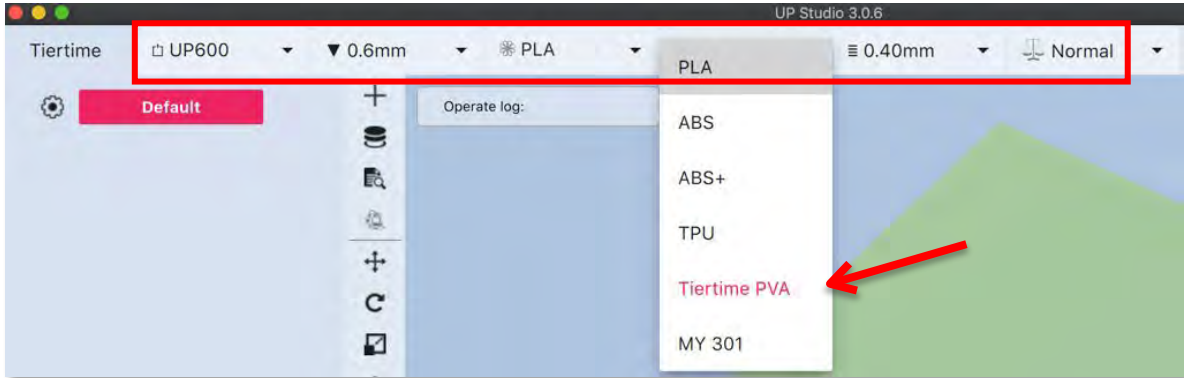 UP Studio 3.0.6
Tiertime UP600 0.6mm PLA 0.40mm Normal
Default
Operate log:
PLA
ABS
ABS+
TPU
Tiertime PVA
MY 301